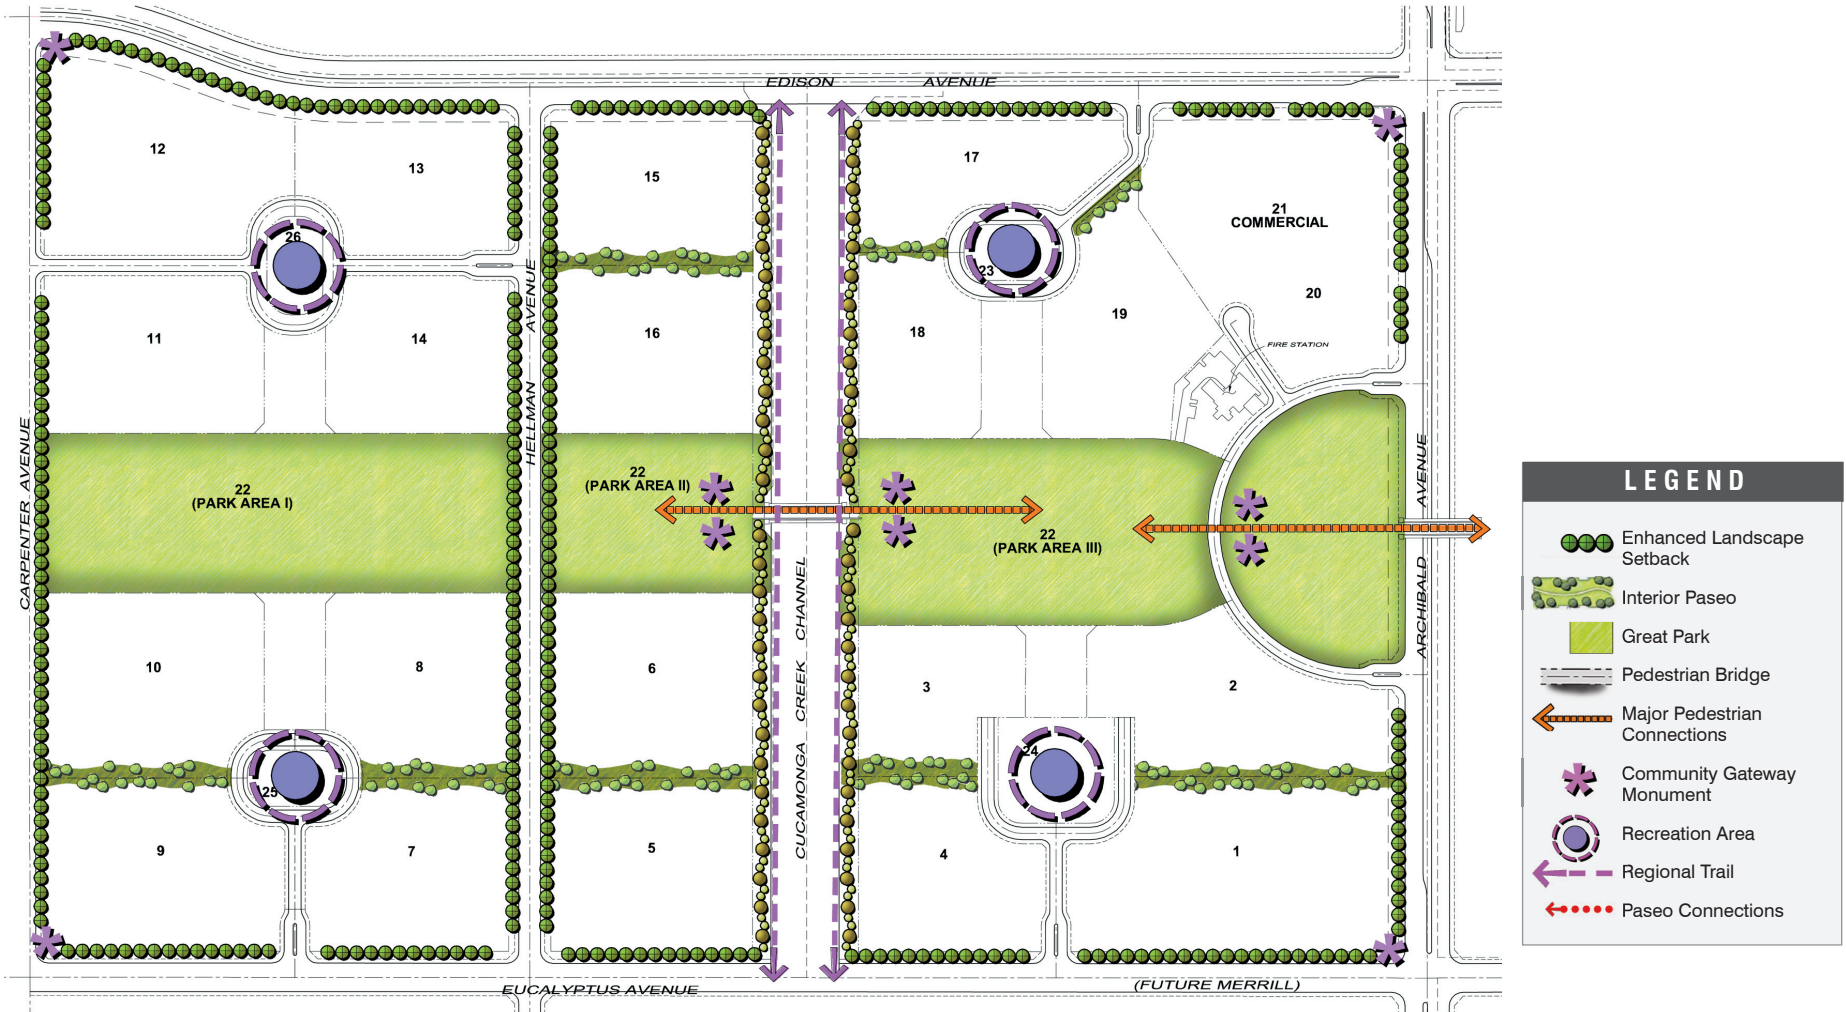 EDISON AVENUE
12
13
15
17
21
COMMERCIAL
26
23
20
19
11
14
16
18
FIRE STATION
CARPENTER AVENUE
HELLMAN AVENUE
22
(PARK AREA I)
22
(PARK AREA II)
22
(PARK AREA III)
ARCHIBALD AVENUE
CUCAMONGA CREEK CHANNEL
10
8
6
3
2
24
25
9
7
5
4
1
EUCALYPTUS AVENUE
(FUTURE MERRILL)
LEGEND
Enhanced Landscape
Setback
Interior Paseo
Great Park
Pedestrian Bridge
Major Pedestrian
Connections
Community Gateway
Monument
Recreation Area
Regional Trail
Paseo Connections